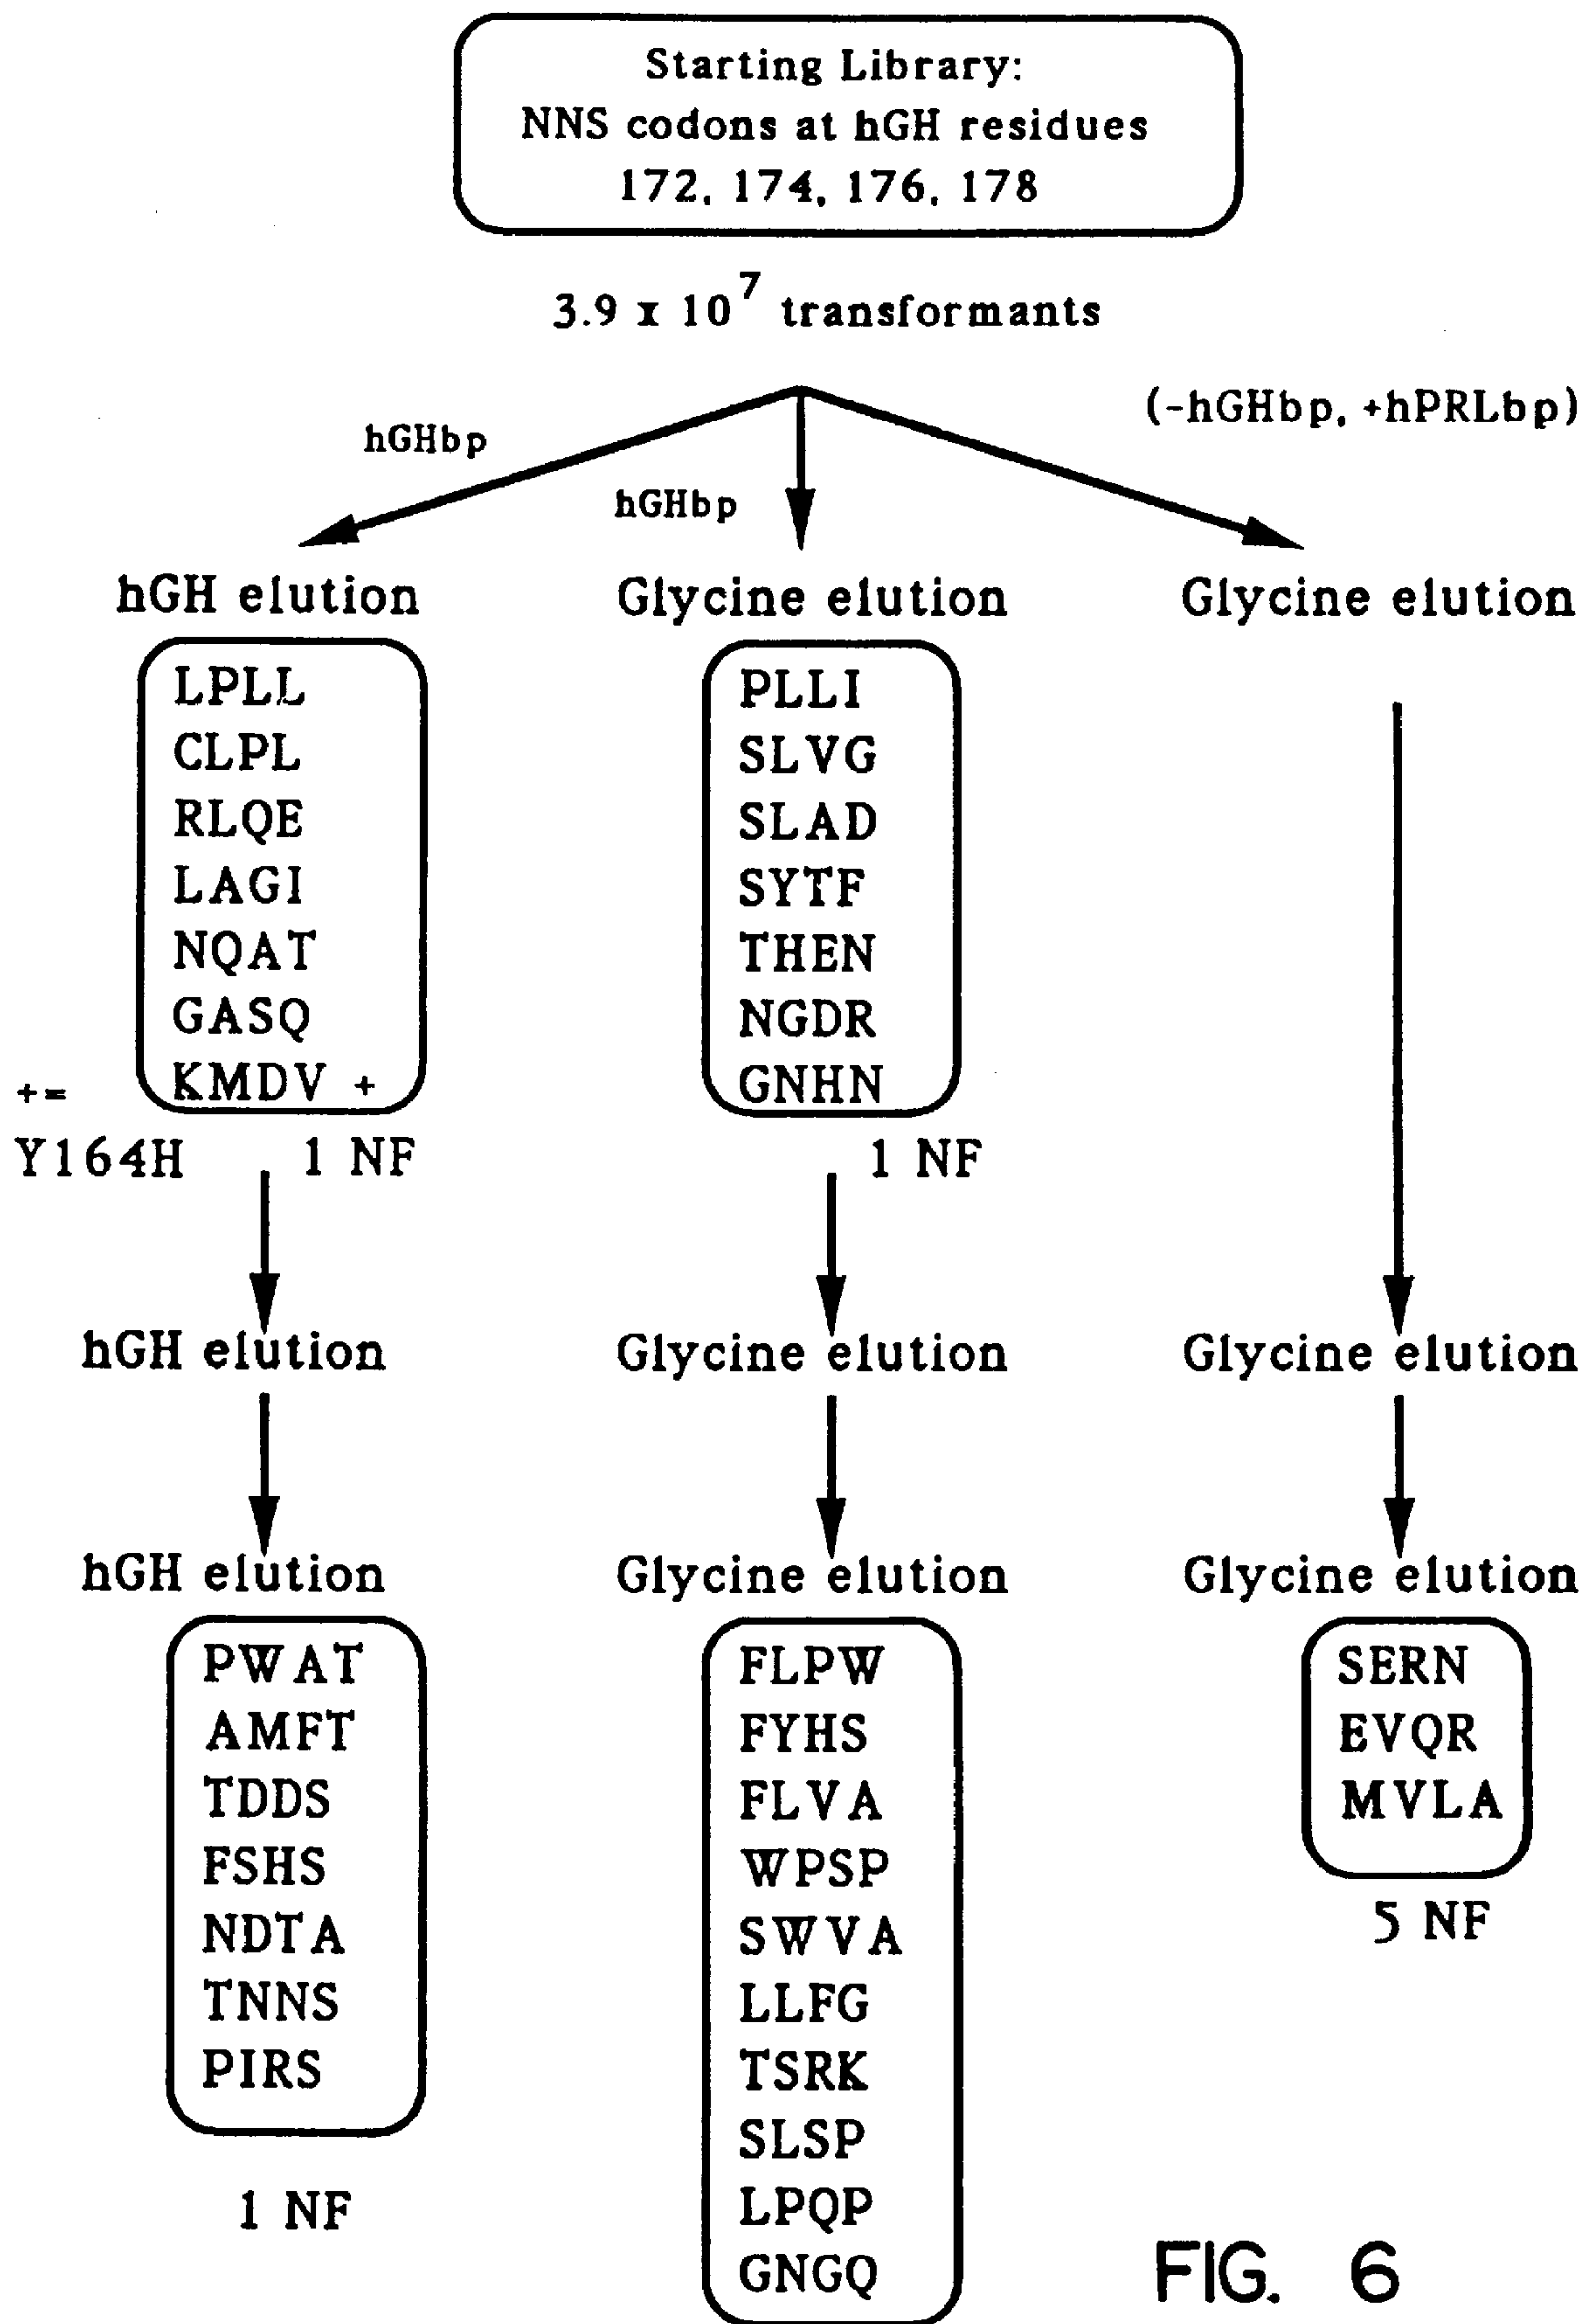 Starting Library:
NNS codons at hGH residues
172, 174, 176, 178
3.9 x 10^7 transformants
(-hGHbp, +hPRLbp)
hGHbp
hGHbp
hGH elution
LPLL
CLPL
RLQE
LAGI
NQAT
GASQ
KMDV +
+=
Y164H
1 NF
Glycine elution
PLLI
SLVG
SLAD
SYTF
THEN
NGDR
GNHN
1 NF
Glycine elution
hGH elution
Glycine elution
Glycine elution
hGH elution
PWAT
AMFT
TDDS
FSHS
NDTA
TNNS
PIRS
1 NF
Glycine elution
FLPW
FYHS
FLVA
WPSP
SWVA
LLFG
TSRK
SLSP
LPQP
GNGQ
Glycine elution
SERN
EVQR
MVLA
5 NF
FIG. 6